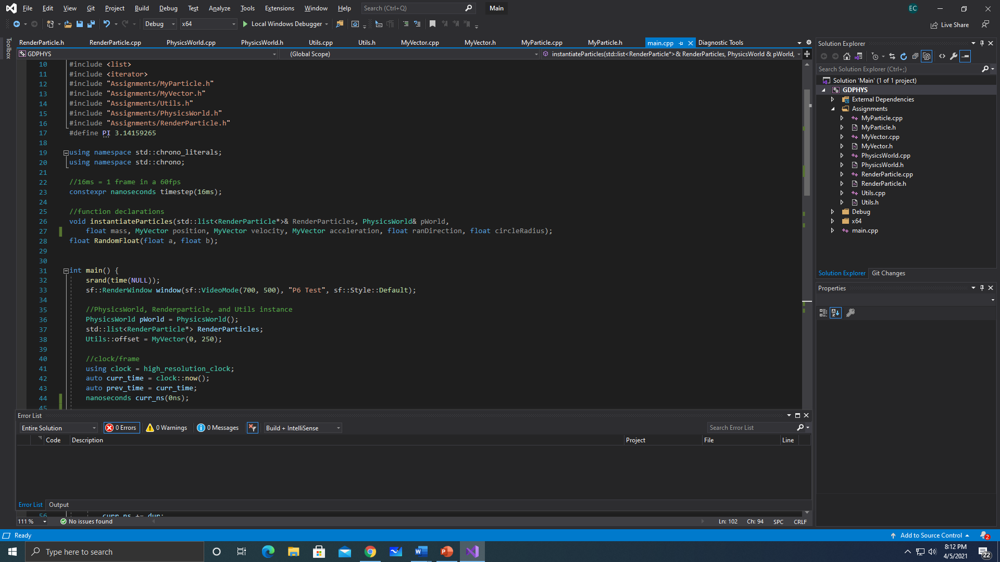 File Edit View Git Project Build Debug Test Analyze Tools Extensions Window Help Search (Ctrl+Q) Main EC
Debug x64 Local Windows Debugger Live Share
Toolbox
RenderParticle.h RenderParticle.cpp PhysicsWorld.cpp PhysicsWorld.h Utils.cpp Utils.h MyVector.cpp MyVector.h MyParticle.cpp MyParticle.h main.cpp Diagnostic Tools
GDPHYS (Global Scope) instantiateParticles(std::list<RenderParticle*>& RenderParticles, PhysicsWorld & pWorld,
10 #include <list>
11 #include <iterator>
12 #include "Assignments/MyParticle.h"
13 #include "Assignments/MyVector.h"
14 #include "Assignments/Utils.h"
15 #include "Assignments/PhysicsWorld.h"
16 #include "Assignments/RenderParticle.h"
17 #define PI 3.14159265
18
19 using namespace std::chrono_literals;
20 using namespace std::chrono;
21
22 //16ms = 1 frame in a 60fps
23 constexpr nanoseconds timestep(16ms);
24
25 //function declarations
26 void instantiateParticles(std::list<RenderParticle*>& RenderParticles, PhysicsWorld& pWorld,
27 float mass, MyVector position, MyVector velocity, MyVector acceleration, float ranDirection, float circleRadius);
28 float RandomFloat(float a, float b);
29
30
31 int main() {
32 srand(time(NULL));
33 sf::RenderWindow window(sf::VideoMode(700, 500), "P6 Test", sf::Style::Default);
34
35 //PhysicsWorld, Renderparticle, and Utils instance
36 PhysicsWorld pWorld = PhysicsWorld();
37 std::list<RenderParticle*> RenderParticles;
38 Utils::offset = MyVector(0, 250);
39
40 //clock/frame
41 using clock = high_resolution_clock;
42 auto curr_time = clock::now();
43 auto prev_time = curr_time;
44 nanoseconds curr_ns(0ns);
45
Error List
Entire Solution 0 Errors 0 Warnings 0 Messages Build + IntelliSense Search Error List
Code Description Project File Line
Error List Output
56 curr_ns += dur;
111 % No issues found Ln: 102 Ch: 94 SPC CRLF
Solution Explorer
Search Solution Explorer (Ctrl+;)
Solution 'Main' (1 of 1 project)
GDPHYS
External Dependencies
Assignments
MyParticle.cpp
MyParticle.h
MyVector.cpp
MyVector.h
PhysicsWorld.cpp
PhysicsWorld.h
RenderParticle.cpp
RenderParticle.h
Utils.cpp
Utils.h
Debug
x64
main.cpp
Solution Explorer Git Changes
Properties
Ready Add to Source Control 2
Type here to search 8:12 PM
4/5/2021 22